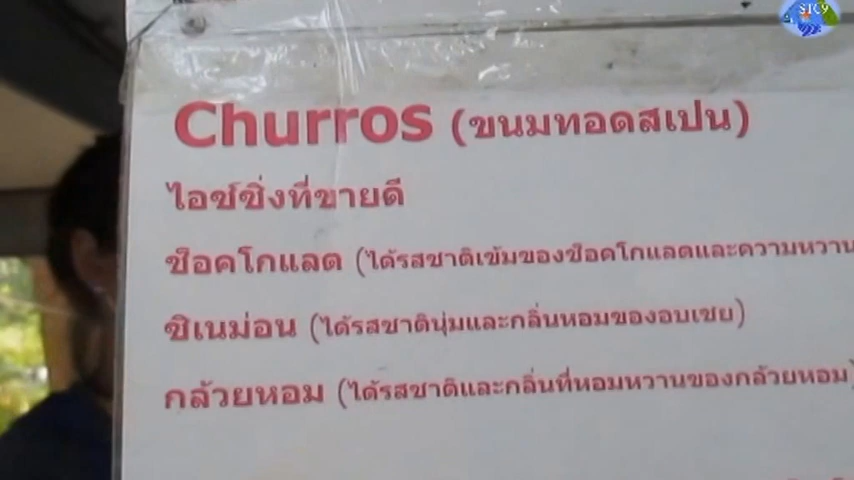 STC9
Churros (ขนมทอดสเปน)
ไอซ์ซิ่งที่ขายดี
ช๊อคโกแลต (ได้รสชาติเข้มของช๊อคโกแลตและความหวาน
ซิเนม่อน (ได้รสชาตินุ่มและกลิ่นหอมของอบเชย)
กล้วยหอม (ได้รสชาติและกลิ่นที่หอมหวานของกล้วยหอม)